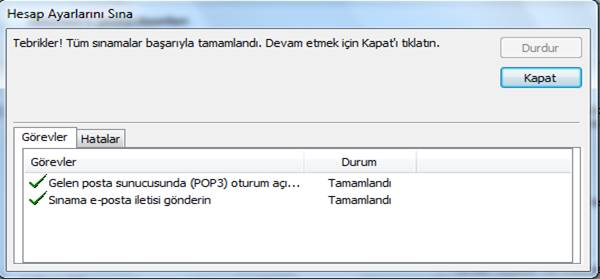 Hesap Ayarlarını Sına
Tebrikler! Tüm sınamalar başarıyla tamamlandı. Devam etmek için Kapat'ı tıklatın.
Durdur
Kapat
Görevler
Hatalar
Görevler Durum
Gelen posta sunucusunda (POP3) oturum açı... Tamamlandı
Sınama e-posta iletisi gönderin Tamamlandı